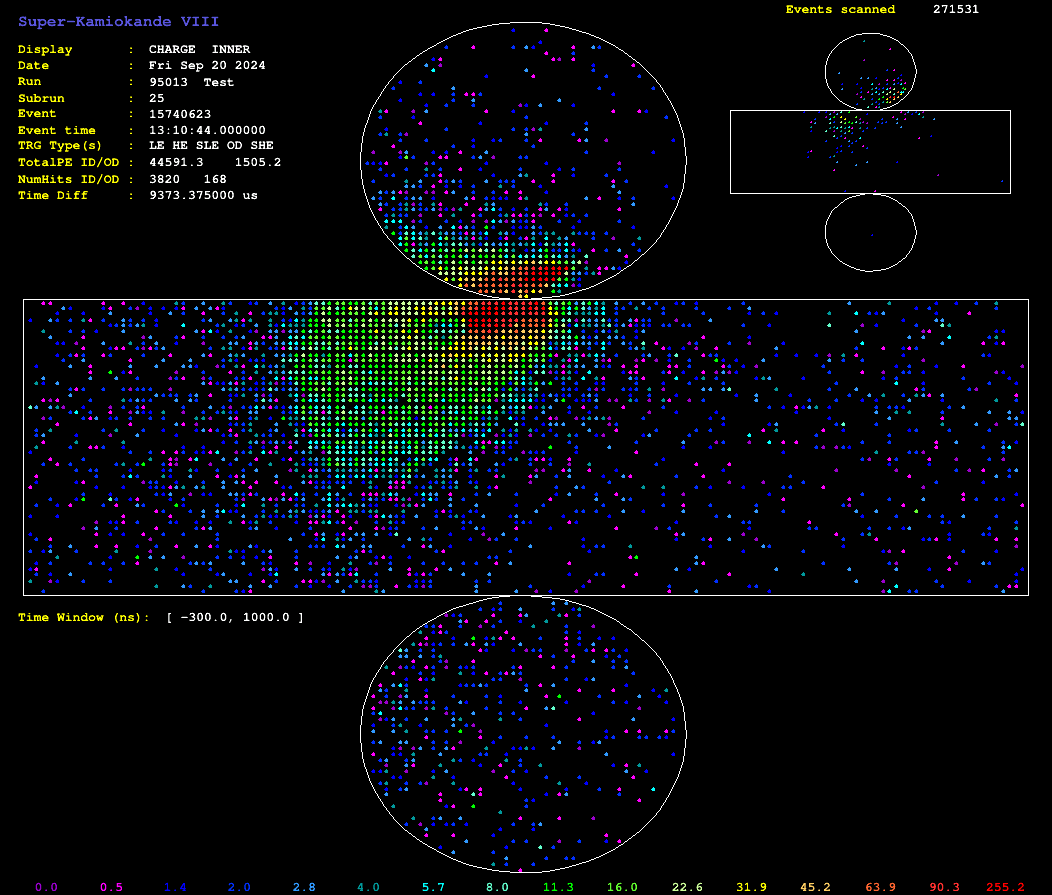 Super-Kamiokande VIII
Display : CHARGE INNER
Date : Fri Sep 20 2024
Run : 95013 Test
Subrun : 25
Event : 15740623
Event time : 13:10:44.000000
TRG Type(s) : LE HE SLE OD SHE
TotalPE ID/OD : 44591.3 1505.2
NumHits ID/OD : 3820 168
Time Diff : 9373.375000 us
Events scanned 271531
Time Window (ns): [ -300.0, 1000.0 ]
0.0 0.5 1.4 2.0 2.8 4.0 5.7 8.0 11.3 16.0 22.6 31.9 45.2 63.9 90.3 255.2